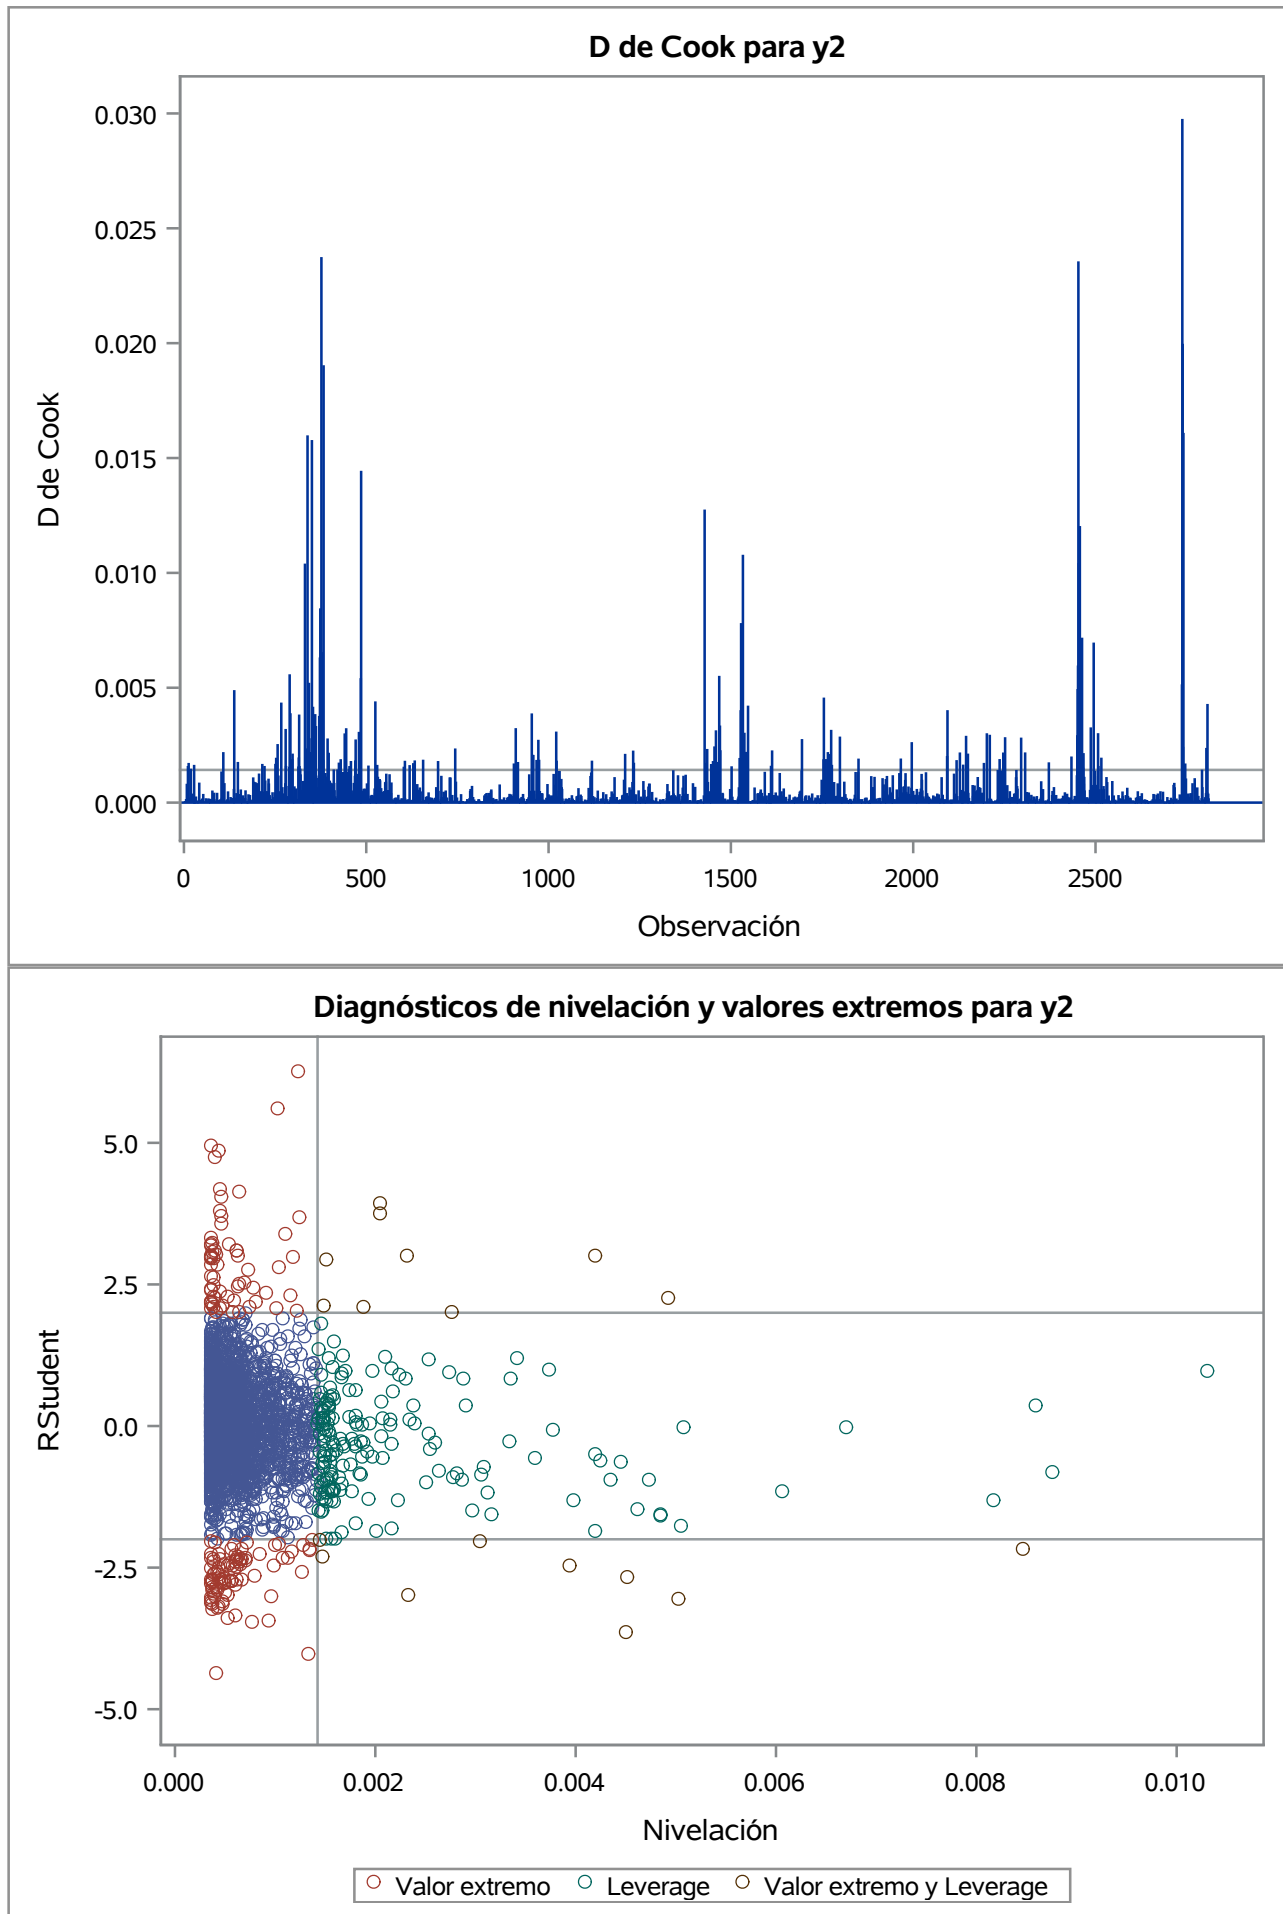 D de Cook para y2
0.030
0.025
0.020
0.015
0.010
0.005
0.000
D de Cook
0 500 1000 1500 2000 2500
Observación
Diagnósticos de nivelación y valores extremos para y2
5.0
2.5
0.0
-2.5
-5.0
RStudent
0.000 0.002 0.004 0.006 0.008 0.010
Nivelación
Valor extremo Leverage Valor extremo y Leverage